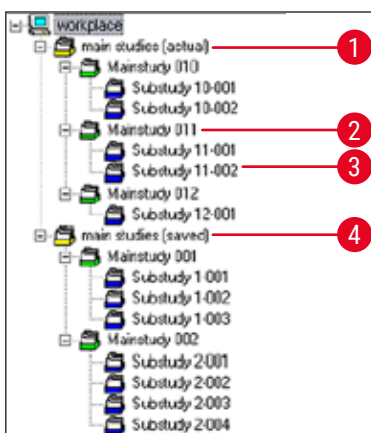 workplace
main studies (actual) 1
Mainstudy 010
Substudy 10-001
Substudy 10-002
Mainstudy 011 2
Substudy 11-001
Substudy 11-002 3
Mainstudy 012
Substudy 12-001
main studies (saved) 4
Mainstudy 001
Substudy 1-001
Substudy 1-002
Substudy 1-003
Mainstudy 002
Substudy 2-001
Substudy 2-002
Substudy 2-003
Substudy 2-004